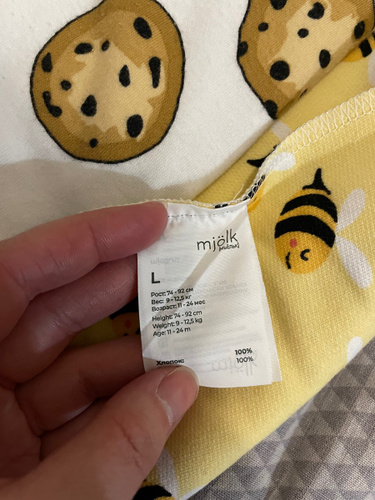 mjölk
L
Рост: 74 - 92 см
Вес: 9 - 12,5 кг
Возраст: 11 - 24 мес
Height: 74 - 92 cm
Weight: 9 - 12,5 kg
Age: 11 - 24 m
Хлопок: 100%
100%